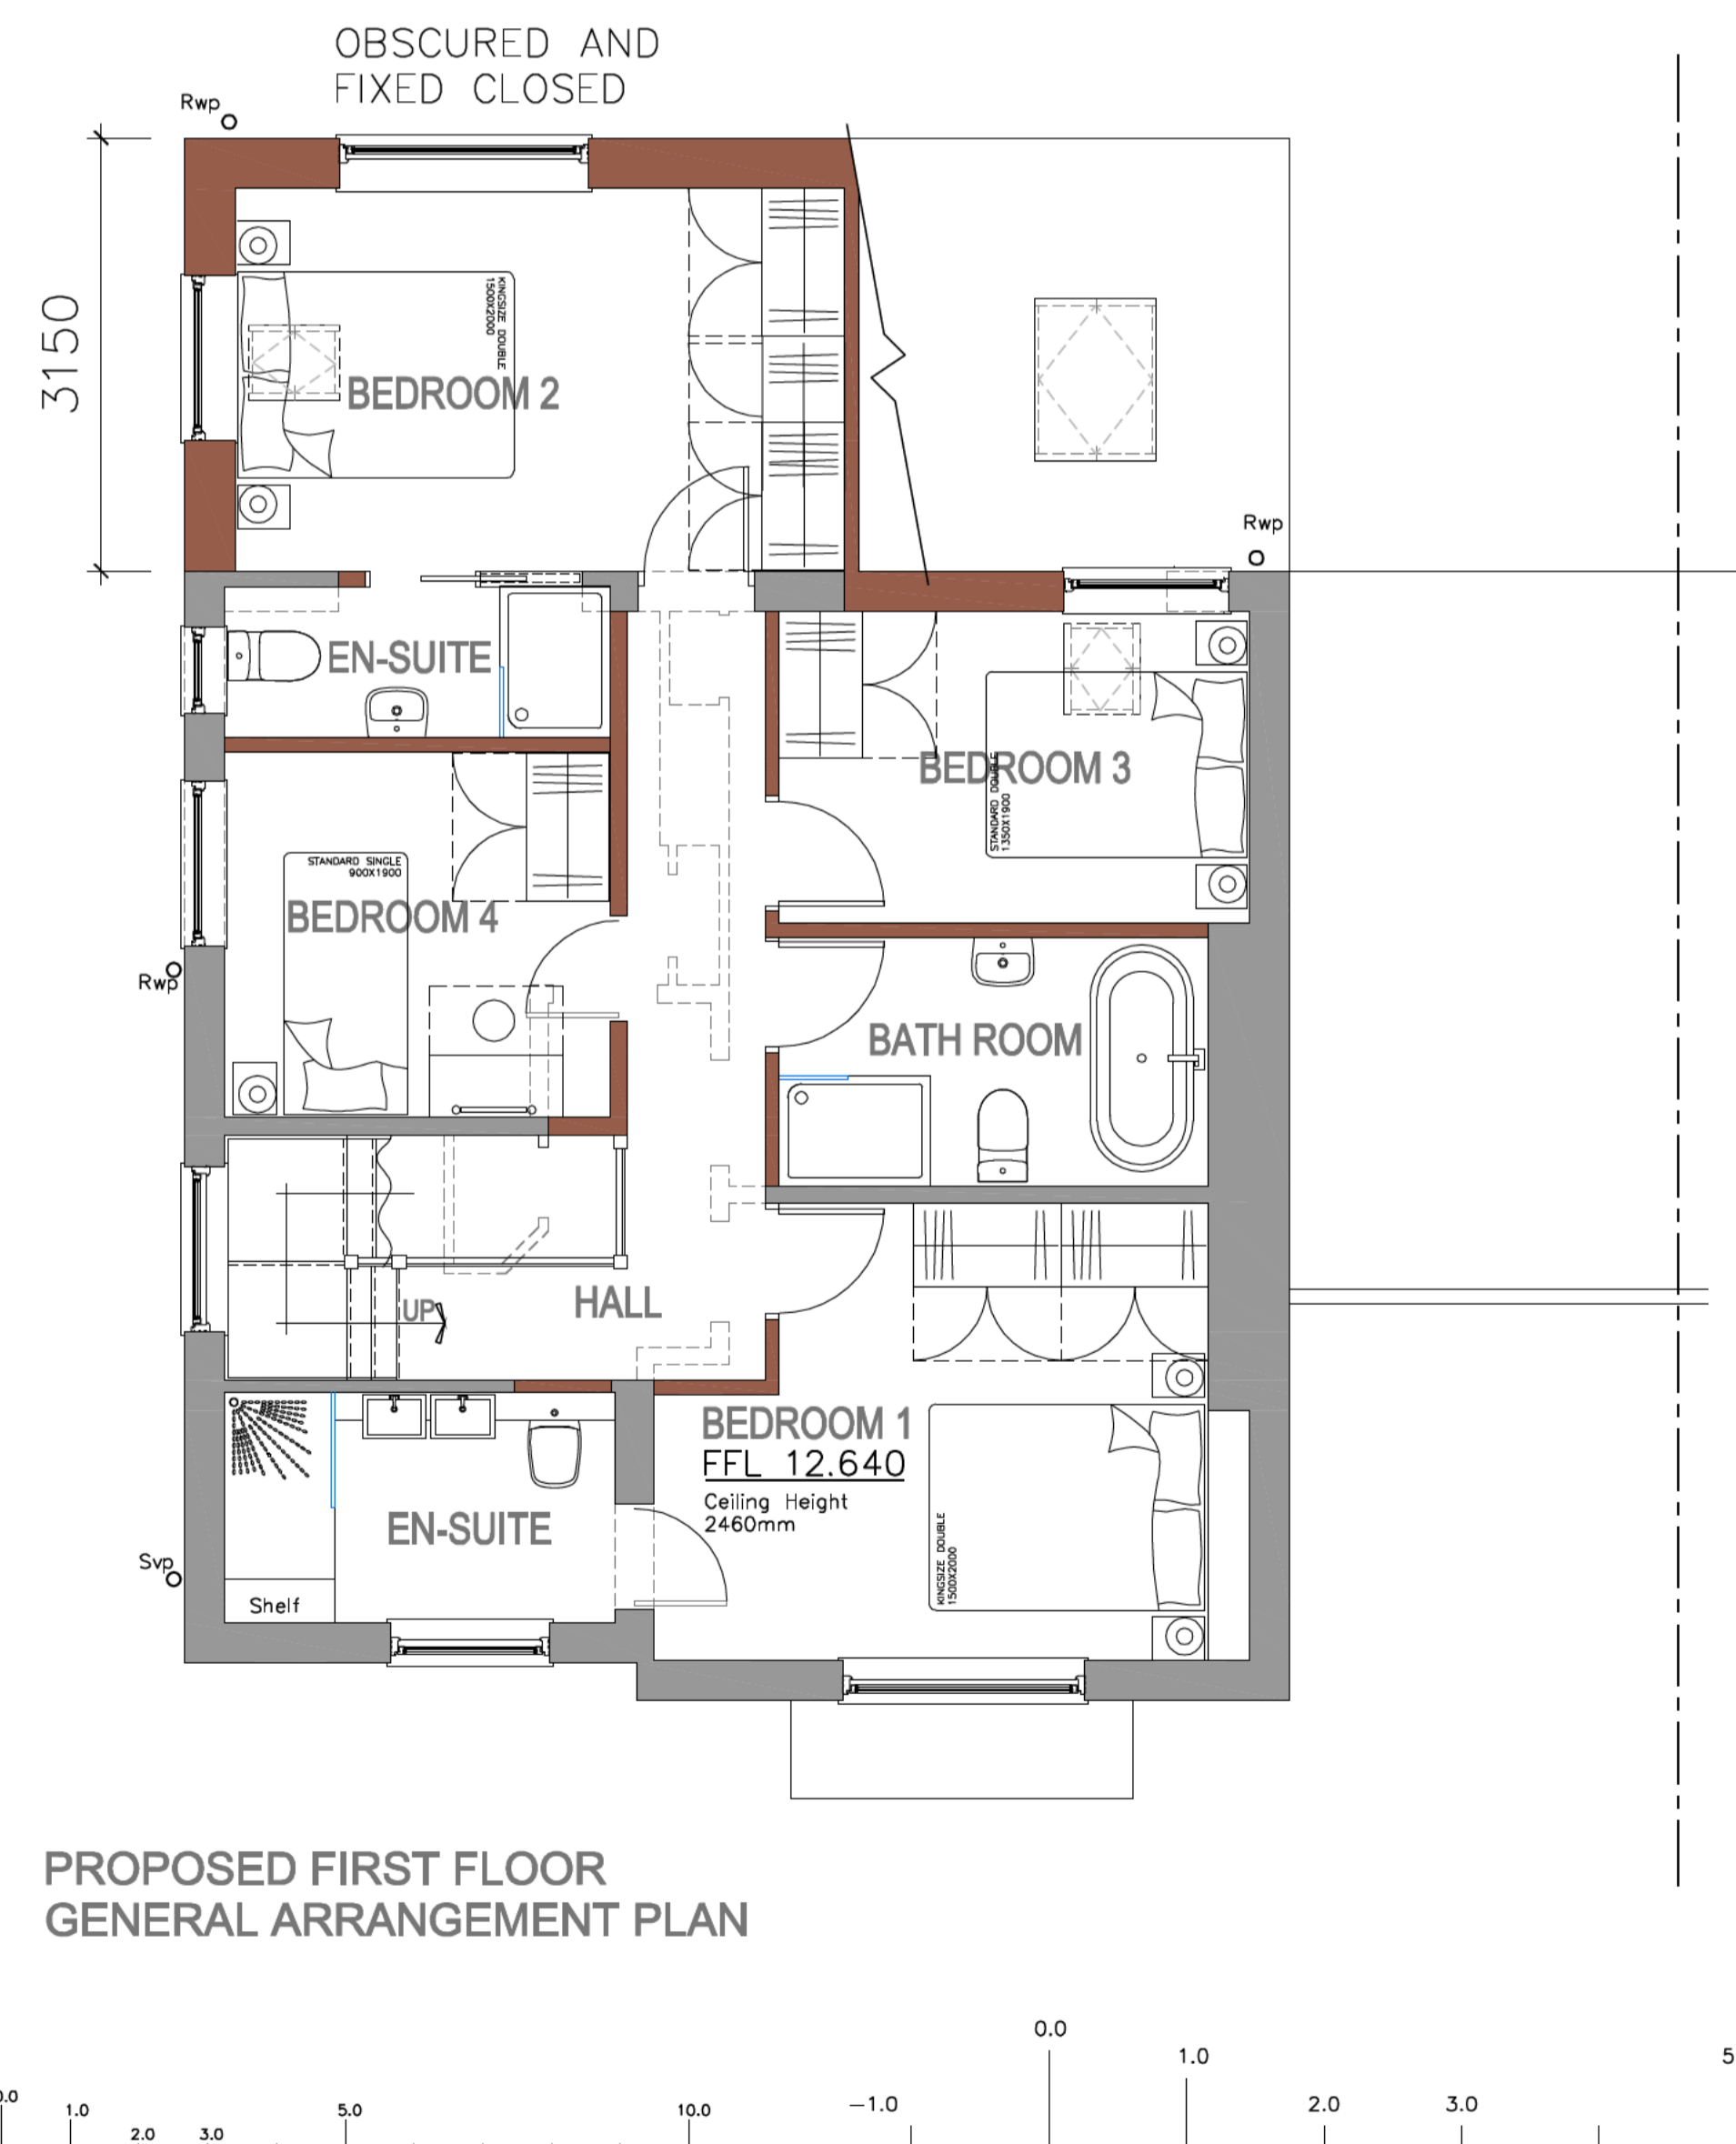 OBSCURED AND
FIXED CLOSED
Rwp
3150
KINGSIZE DOUBLE
1500X2000
BEDROOM 2
Rwp
EN-SUITE
BEDROOM 3
STANDARD DOUBLE
1350X1900
STANDARD SINGLE
900X1900
BEDROOM 4
Rwp
BATH ROOM
HALL
UP
BEDROOM 1
FFL 12.640
Ceiling Height
2460mm
EN-SUITE
KINGSIZE DOUBLE
1500X2000
Svp
Shelf
PROPOSED FIRST FLOOR
GENERAL ARRANGEMENT PLAN
0.0
1.0
5
0.0
1.0
2.0
3.0
5.0
10.0
-1.0
2.0
3.0